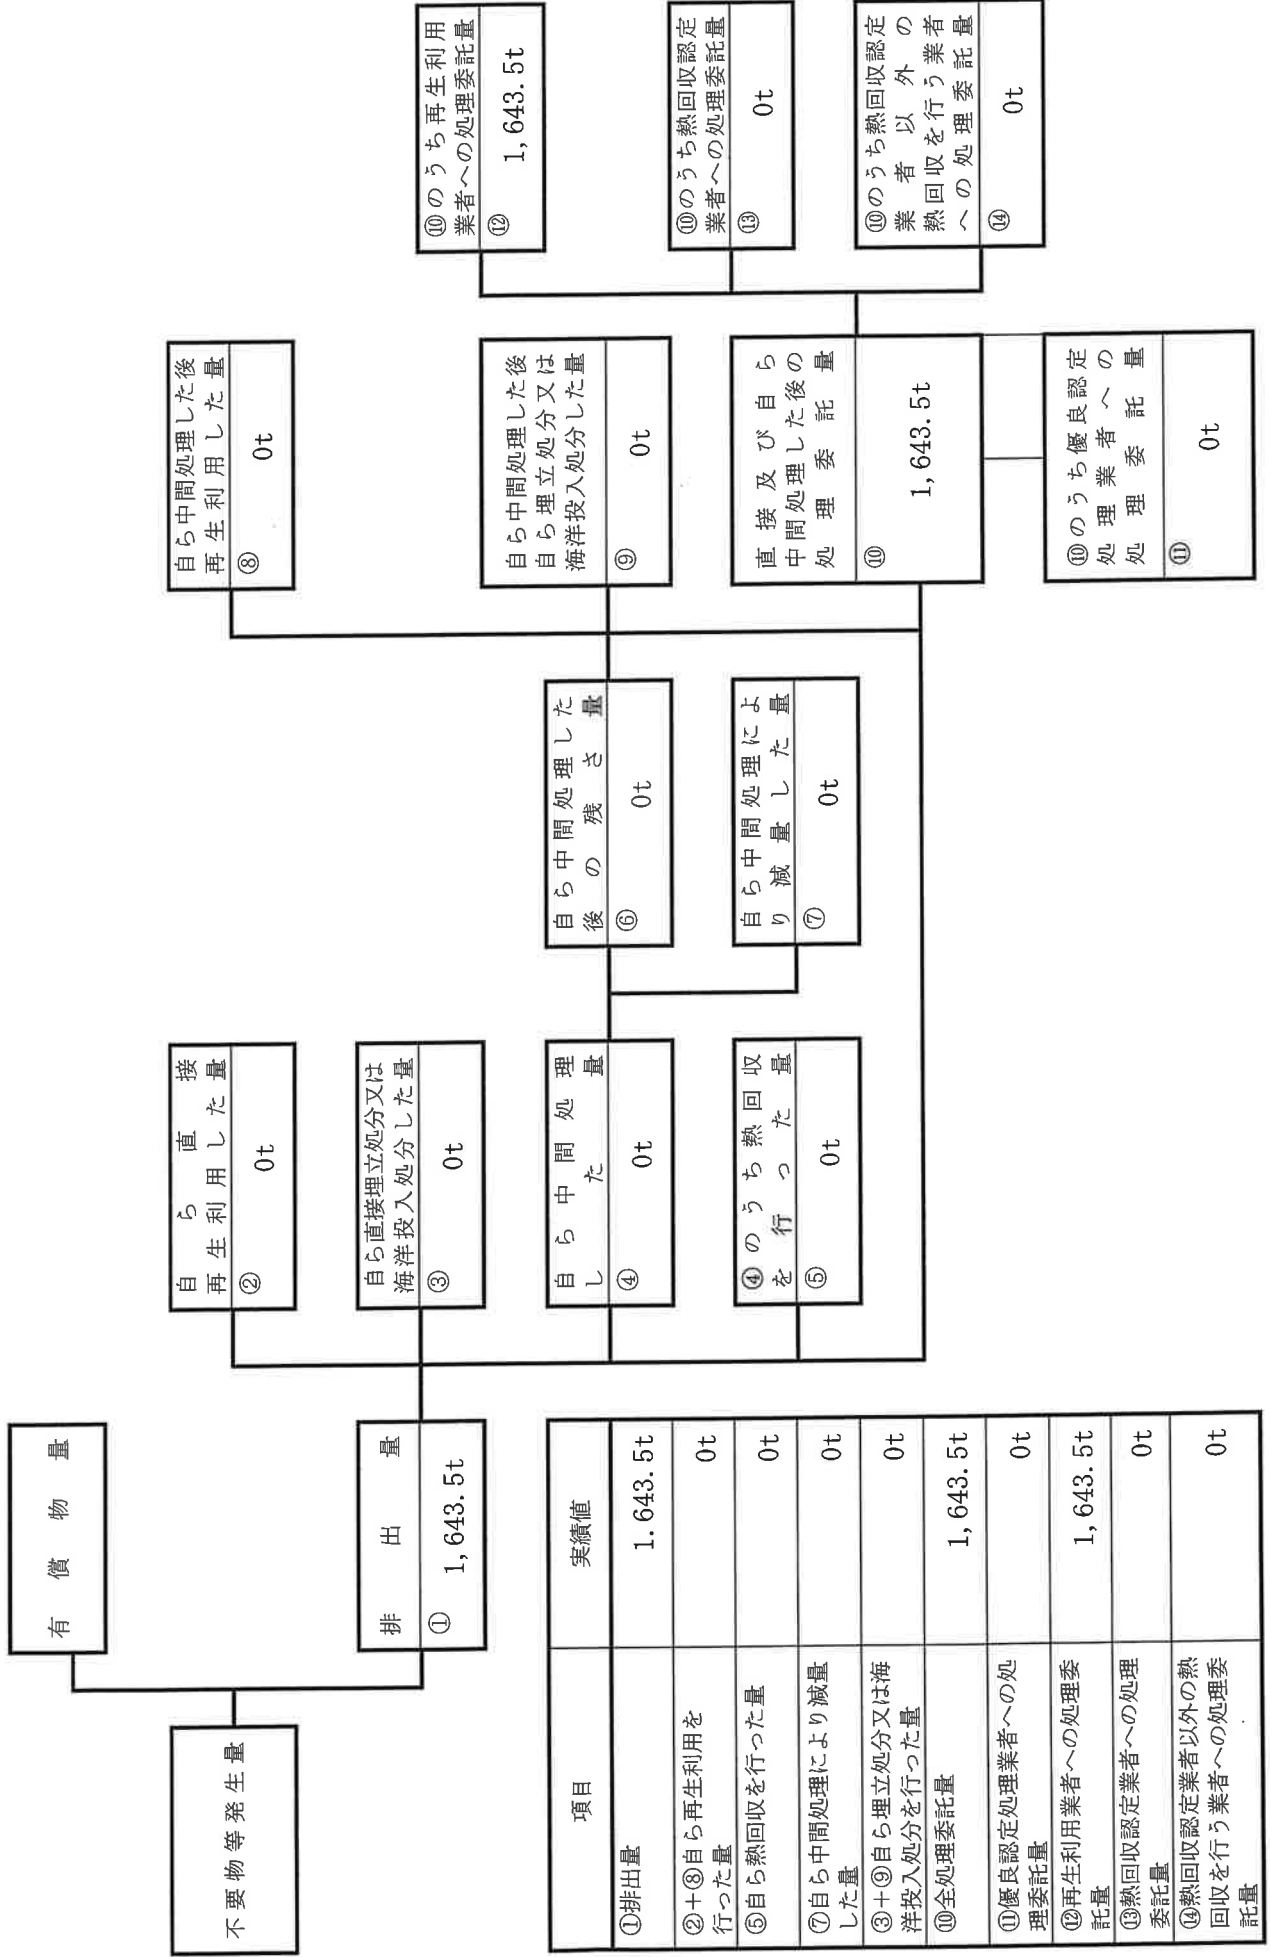 不要物等発生量
有償物量
排出量
① 1,643.5t
自ら直接
再生利用した量
② 0t
自ら直接埋立処分又は
海洋投入処分した量
③ 0t
自ら中間処理
した量
④ 0t
④のうち熱回収
を行った量
⑤ 0t
自ら中間処理した
後の残さ量
⑥ 0t
自ら中間処理によ
り減量した量
⑦ 0t
自ら中間処理した後
再生利用した量
⑧ 0t
自ら中間処理した後
自ら埋立処分又は
海洋投入処分した量
⑨ 0t
直接及び自ら
中間処理した後の
処理委託量
⑩ 1,643.5t
⑩のうち優良認定
処理業者への
処理委託量
⑪ 0t
⑩のうち再生利用
業者への処理委託量
⑫ 1,643.5t
⑩のうち熱回収認定
業者への処理委託量
⑬ 0t
⑩のうち熱回収認定
業者以外の
熱回収を行う業者
への処理委託量
⑭ 0t
項目 実績値
①排出量 1.643.5t
②+⑧自ら再生利用を
行った量 0t
⑤自ら熱回収を行った量 0t
⑦自ら中間処理により減量
した量 0t
③+⑨自ら埋立処分又は海
洋投入処分を行った量 0t
⑩全処理委託量 1,643.5t
⑪優良認定処理業者への処
理委託量 0t
⑫再生利用業者への処理委
託量 1,643.5t
⑬熱回収認定業者への処理
委託量 0t
⑭熱回収認定業者以外の熱
回収を行う業者への処理委
託量 0t